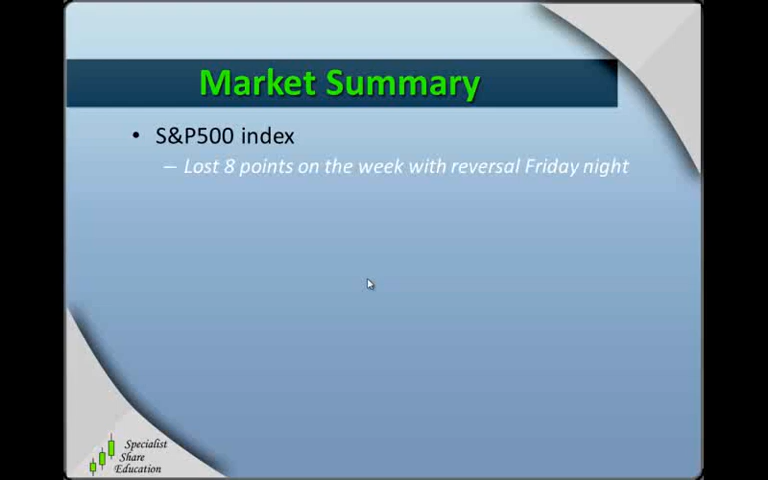 Market Summary
• S&P500 index
– Lost 8 points on the week with reversal Friday night
Specialist
Share
Education